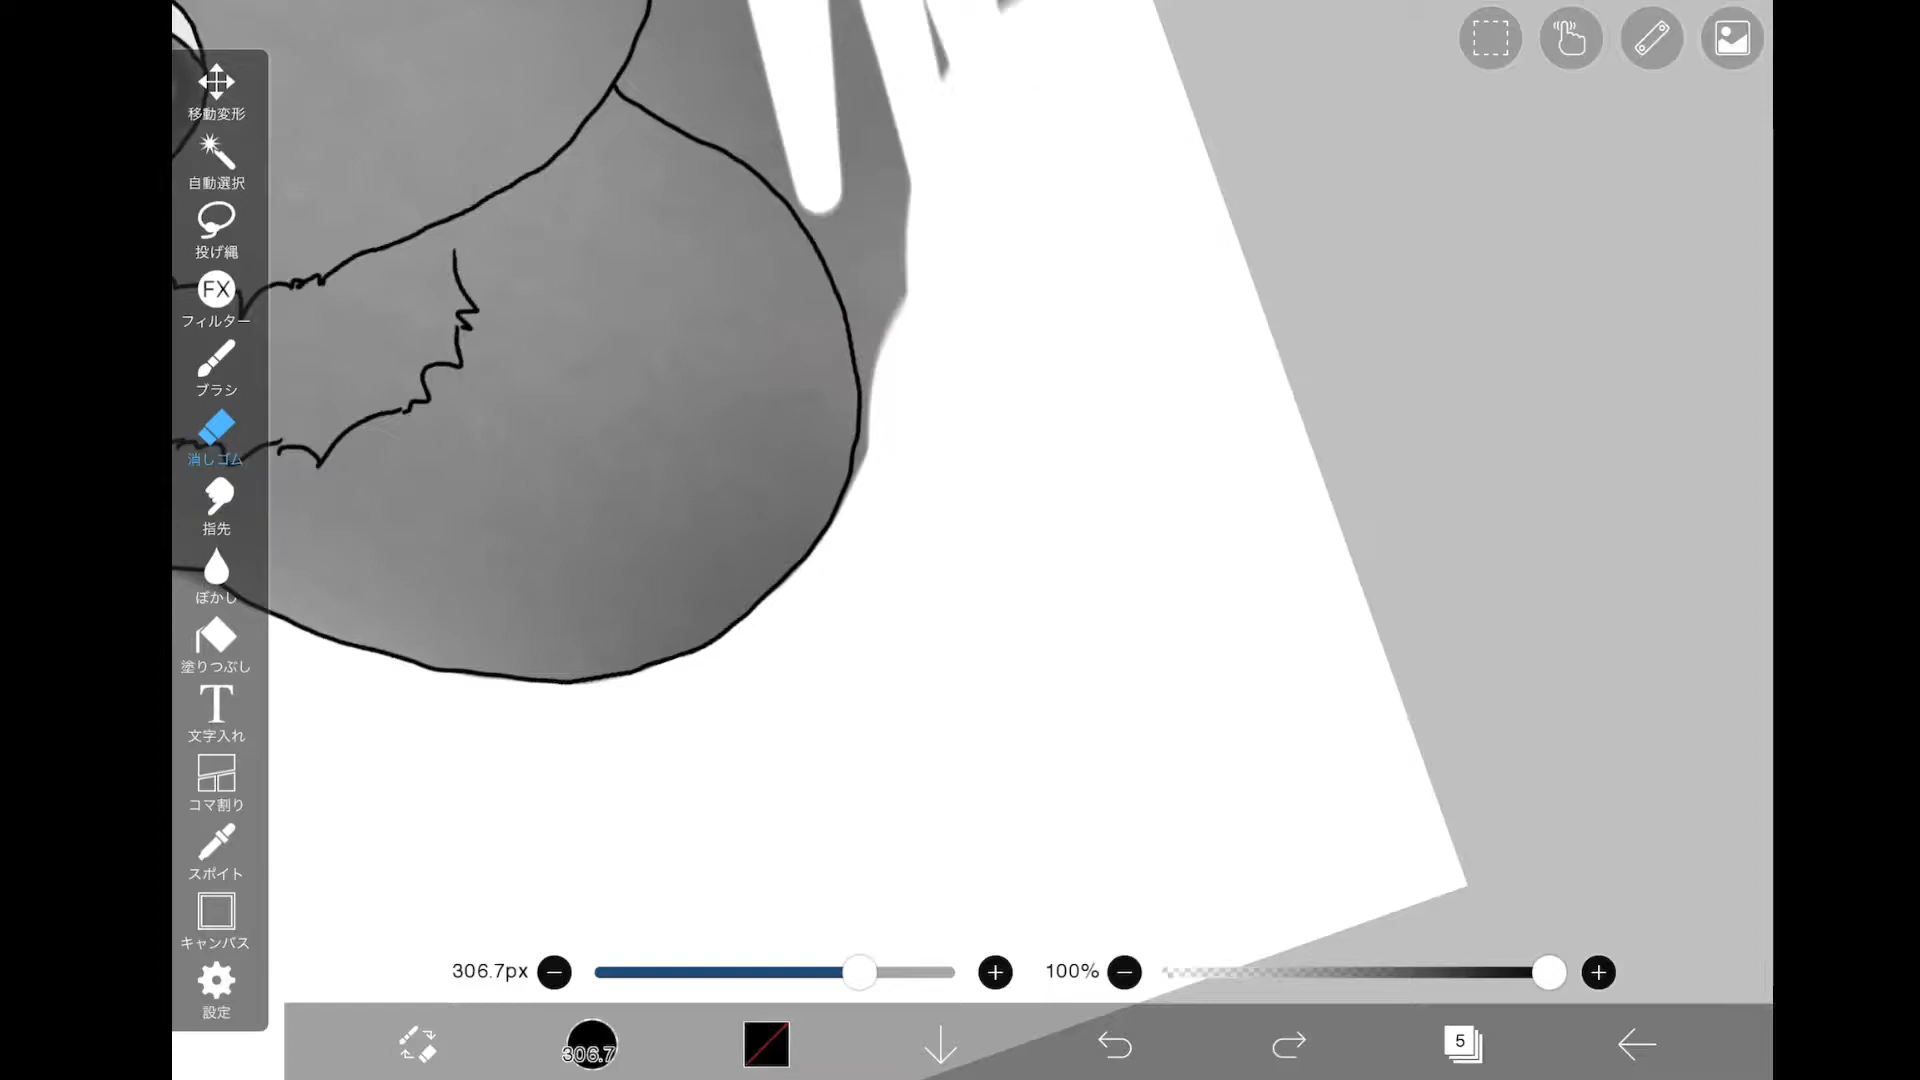 移動変形
自動選択
投げ縄
FX
フィルター
ブラシ
消しゴム
指先
ぼかし
塗りつぶし
T
文字入れ
コマ割り
スポイト
キャンバス
設定
306.7px
100%
306.7
5